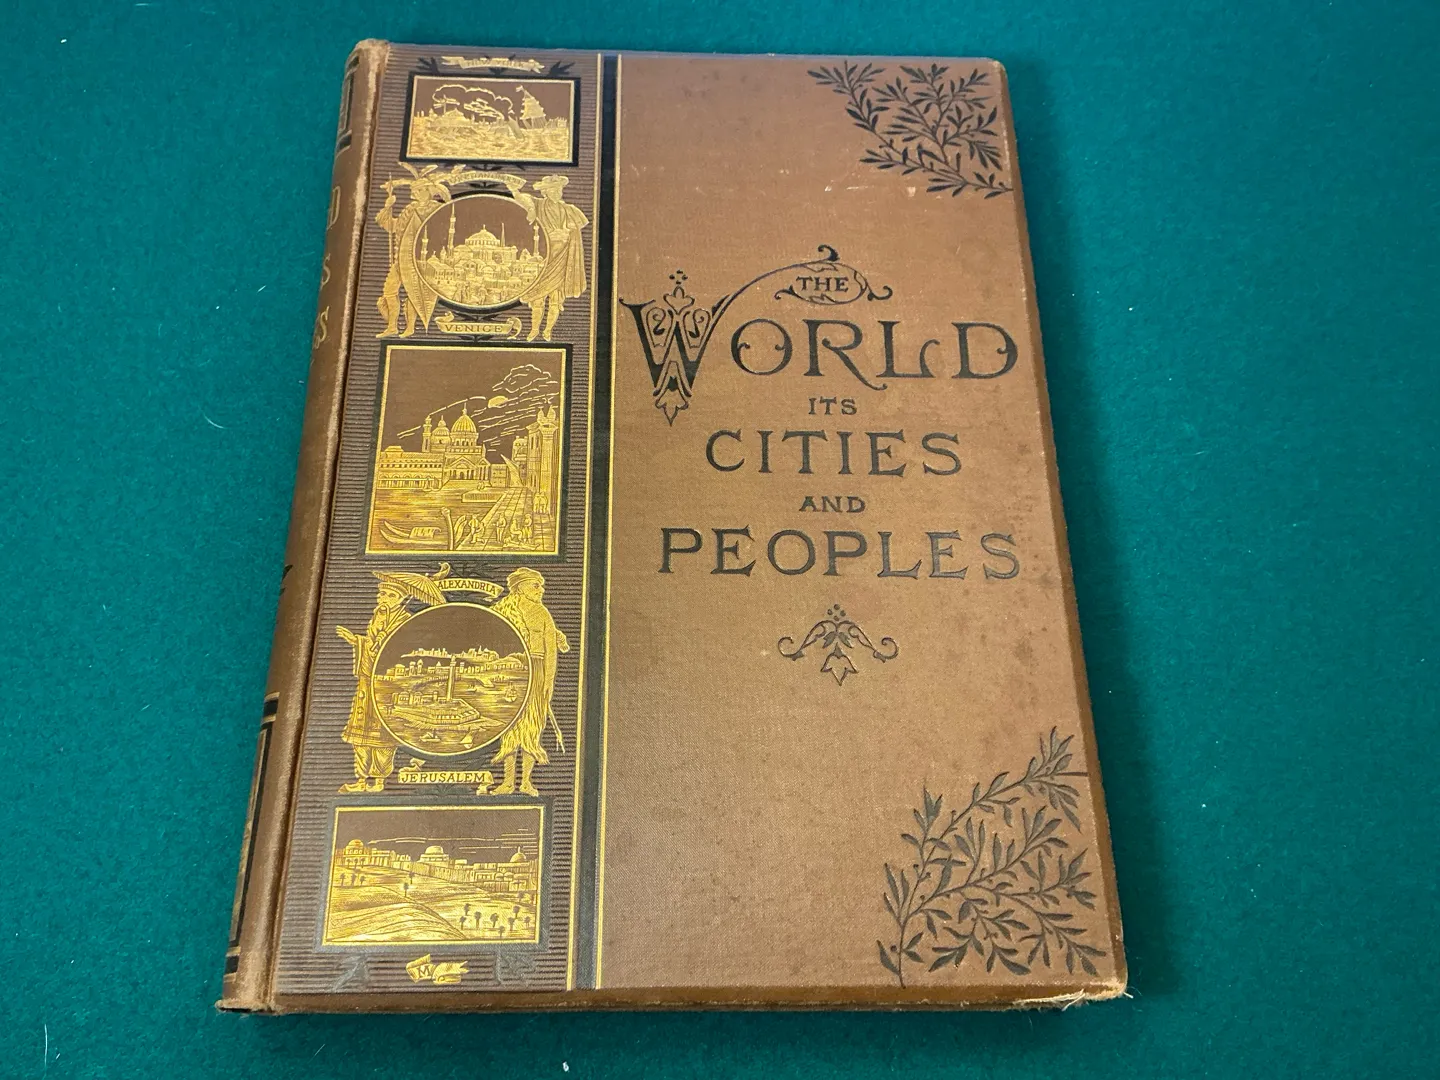 VENICE
ALEXANDRIA
JERUSALEM
M
THE
WORLD
ITS
CITIES
AND
PEOPLES